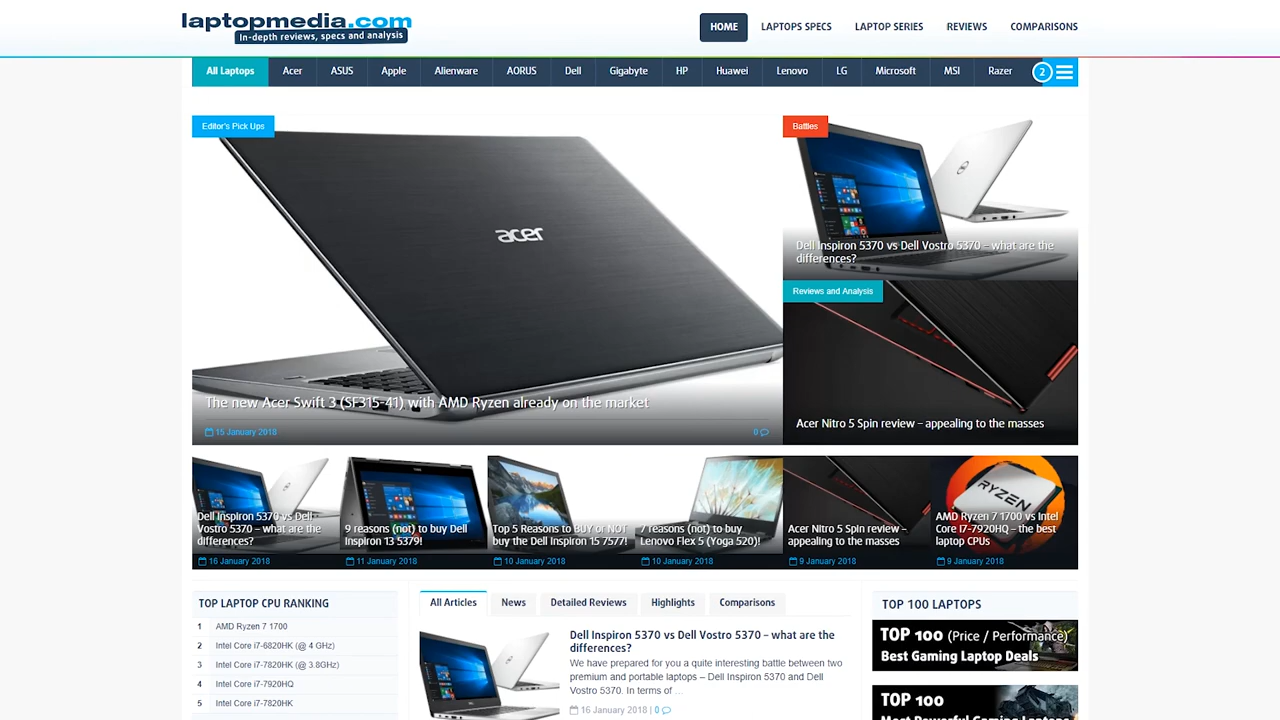 laptopmedia.com
In-depth reviews, specs and analysis
HOME
LAPTOPS SPECS
LAPTOP SERIES
REVIEWS
COMPARISONS
All Laptops
Acer
ASUS
Apple
Alienware
AORUS
Dell
Gigabyte
HP
Huawei
Lenovo
LG
Microsoft
MSI
Razer
2
Editor's Pick Ups
acer
The new Acer Swift 3 (SF315-41) with AMD Ryzen already on the market
15 January 2018
0
Battles
Dell Inspiron 5370 vs Dell Vostro 5370 – what are the
differences?
Reviews and Analysis
Acer Nitro 5 Spin review – appealing to the masses
Dell Inspiron 5370 vs Dell
Vostro 5370 – what are the
differences?
16 January 2018
9 reasons (not) to buy Dell
Inspiron 13 5379!
11 January 2018
Top 5 Reasons to BUY or NOT
buy the Dell Inspiron 15 7577!
10 January 2018
7 reasons (not) to buy
Lenovo Flex 5 (Yoga 520)!
10 January 2018
Acer Nitro 5 Spin review –
appealing to the masses
9 January 2018
RYZEN
AMD Ryzen 7 1700 vs Intel
Core i7-7920HQ – the best
laptop CPUs
9 January 2018
TOP LAPTOP CPU RANKING
1 AMD Ryzen 7 1700
2 Intel Core i7-6820HK (@ 4 GHz)
3 Intel Core i7-7820HK (@ 3.8GHz)
4 Intel Core i7-7920HQ
5 Intel Core i7-7820HK
All Articles
News
Detailed Reviews
Highlights
Comparisons
Dell Inspiron 5370 vs Dell Vostro 5370 – what are the
differences?
We have prepared for you a quite interesting battle between two
premium and portable laptops – Dell Inspiron 5370 and Dell
Vostro 5370. In terms of ...
16 January 2018 | 0
TOP 100 LAPTOPS
TOP 100 (Price / Performance)
Best Gaming Laptop Deals
TOP 100
Most Powerful Gaming Laptops